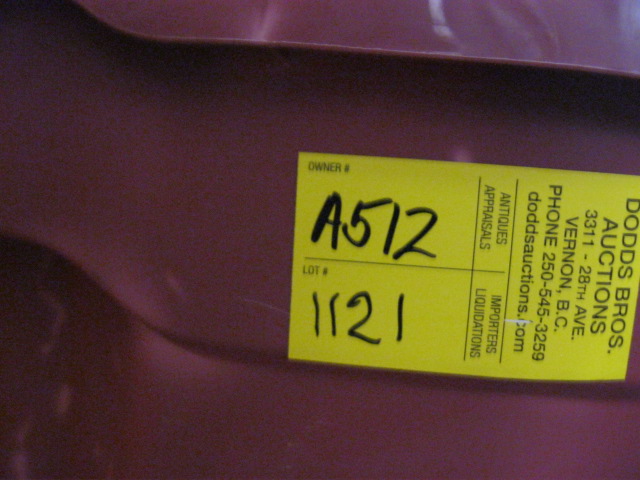 OWNER #
A512
LOT #
1121
ANTIQUES
APPRAISALS
IMPORTERS
LIQUIDATIONS
DODDS BROS.
AUCTIONS
3311 - 28TH AVE.
VERNON, B.C.
PHONE 250-545-3259
doddsauctions.com